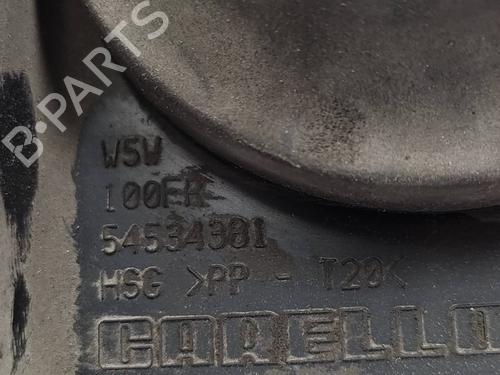 B-PARTS
W5W
100FR
54534381
HSG >PP - T20<
CARELLO